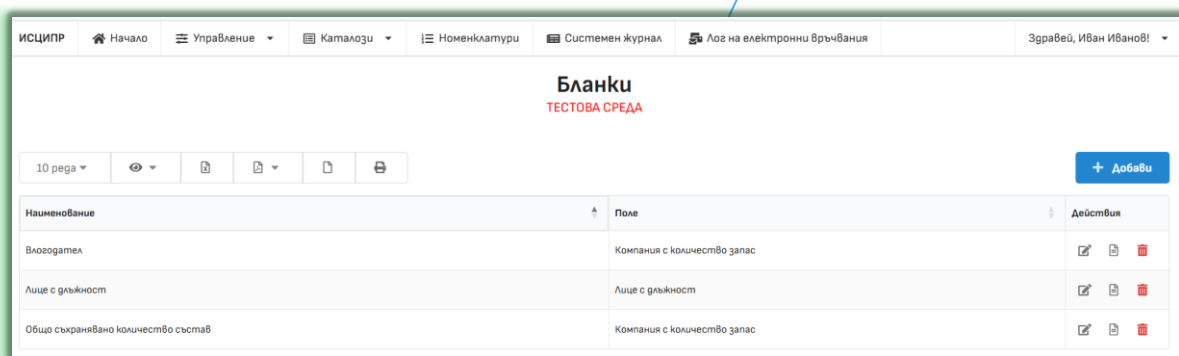 ИСЦИПР Начало Управление Каталози Номенклатури Системен журнал Лог на електронни връчвания Здравей, Иван Иванов!
Бланки
ТЕСТОВА СРЕДА
10 реда + Добави
Наименование Поле Действия
Влогодател Компания с количество запас
Лице с длъжност Лице с длъжност
Общо съхранявано количество състав Компания с количество запас